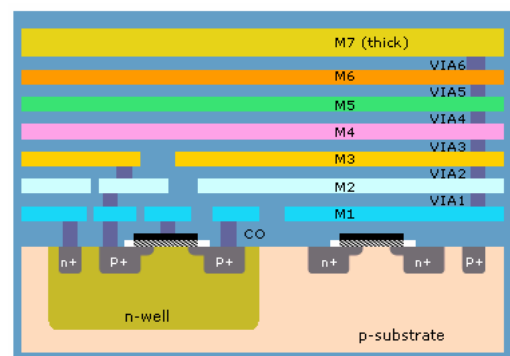 M7 (thick)
VIA6
M6
VIA5
M5
VIA4
M4
VIA3
M3
VIA2
M2
VIA1
M1
CO
n+ P+ P+ n+ n+ P+
n-well
p-substrate